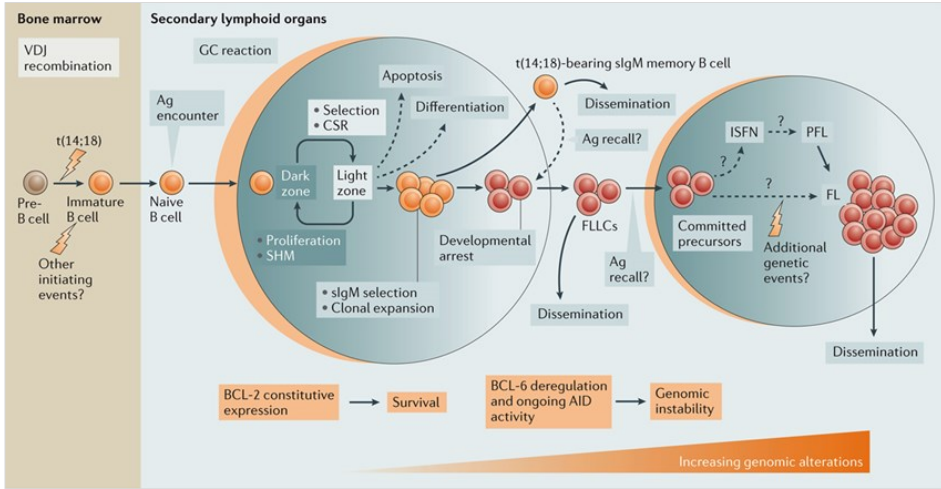 Bone marrow
VDJ
recombination
t(14;18)
Pre-
B cell
Immature
B cell
Other
initiating
events?
Secondary lymphoid organs
GC reaction
Ag
encounter
Naive
B cell
Apoptosis
Differentiation
• Selection
• CSR
Dark
zone
Light
zone
• Proliferation
• SHM
• sIgM selection
• Clonal expansion
Developmental
arrest
t(14;18)-bearing sIgM memory B cell
Dissemination
Ag recall?
FLLCs
Ag
recall?
Dissemination
ISFN
?
PFL
?
?
FL
Committed
precursors
Additional
genetic
events?
Dissemination
BCL-2 constitutive
expression
Survival
BCL-6 deregulation
and ongoing AID
activity
Genomic
instability
Increasing genomic alterations